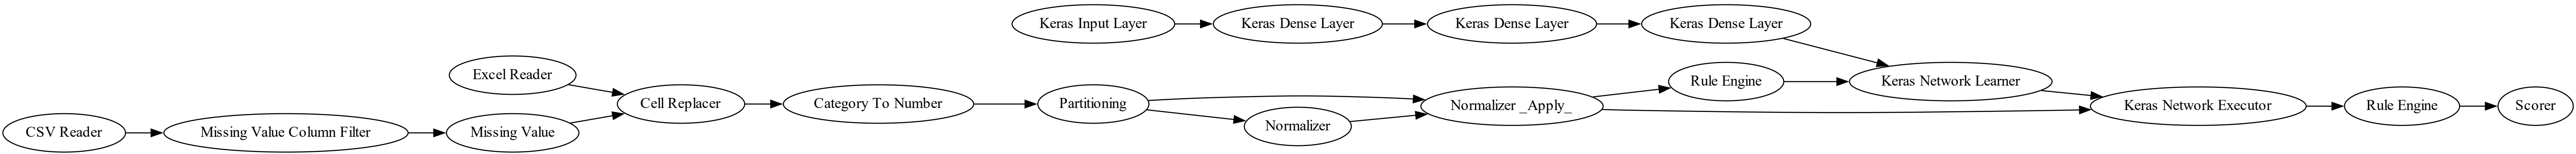 Keras Input Layer
Keras Dense Layer
Keras Dense Layer
Keras Dense Layer
Excel Reader
Rule Engine
Keras Network Learner
Cell Replacer
Category To Number
Partitioning
Normalizer _Apply_
Keras Network Executor
Rule Engine
Scorer
CSV Reader
Missing Value Column Filter
Missing Value
Normalizer